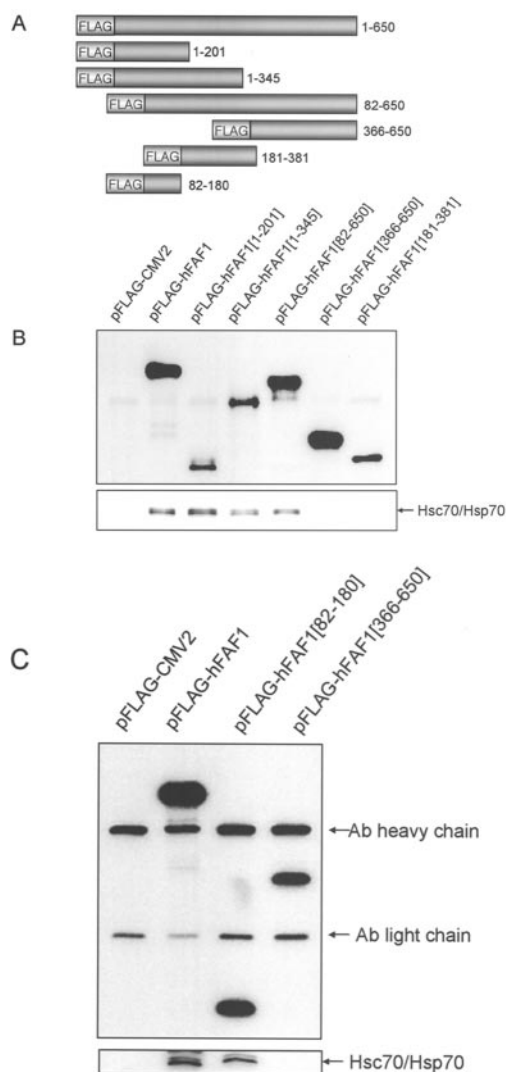 A
FLAG 1-650
FLAG 1-201
FLAG 1-345
FLAG 82-650
FLAG 366-650
FLAG 181-381
FLAG 82-180
pFLAG-CMV2
pFLAG-hFAF1
pFLAG-hFAF1[1-201]
pFLAG-hFAF1[1-345]
pFLAG-hFAF1[82-650]
pFLAG-hFAF1[366-650]
pFLAG-hFAF1[181-381]
B
Hsc70/Hsp70
C
pFLAG-CMV2
pFLAG-hFAF1
pFLAG-hFAF1[82-180]
pFLAG-hFAF1[366-650]
Ab heavy chain
Ab light chain
Hsc70/Hsp70